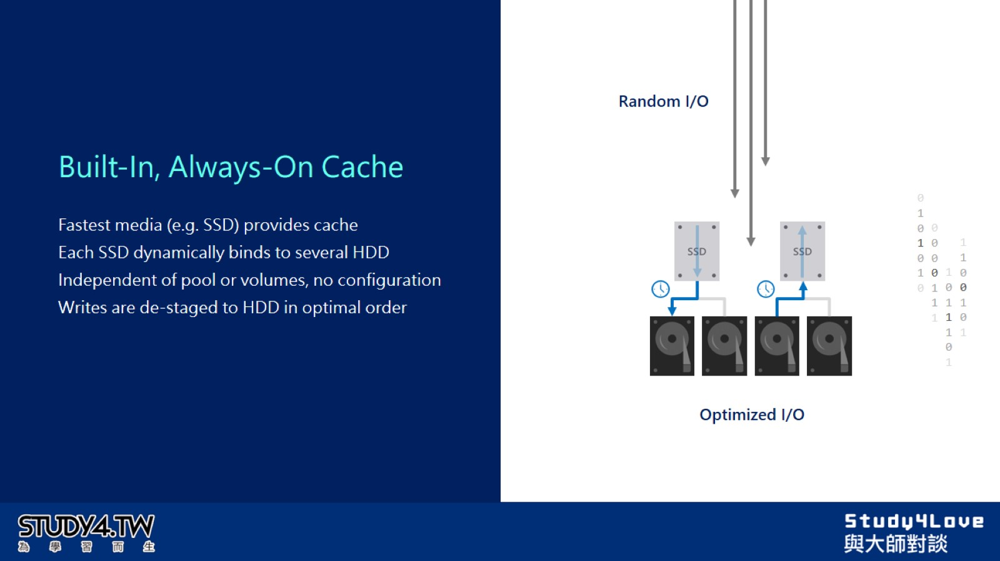 Built-In, Always-On Cache
Fastest media (e.g. SSD) provides cache
Each SSD dynamically binds to several HDD
Independent of pool or volumes, no configuration
Writes are de-staged to HDD in optimal order
Random I/O
SSD
SSD
Optimized I/O
0
1
0 0
1 0 1
0 0 1
1 0 1 0
0 1 0 0
1 1 1
1 1 0
1 1
0
1
STUDY4.TW
為學習而生
Study4Love
與大師對談